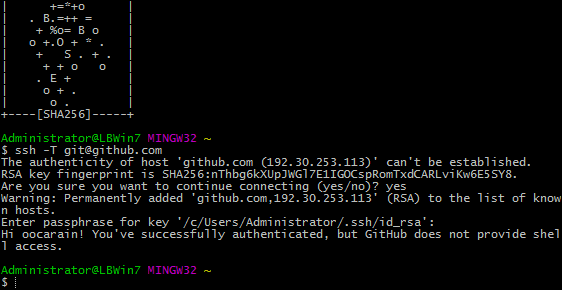 |       +=*+o     |
|   . B.=++ =     |
|    + %o= B o    |
|   o +.O + * .   |
|    +   S . + .  |
|     + + o   o   |
|    . E +        |
|     o + .       |
|      o .        |
+----[SHA256]-----+
Administrator@LBWin7 MINGW32 ~
$ ssh -T git@github.com
The authenticity of host 'github.com (192.30.253.113)' can't be established.
RSA key fingerprint is SHA256:nThbg6kXUpJWGl7E1IGOCspRomTxdCARLviKw6E5SY8.
Are you sure you want to continue connecting (yes/no)? yes
Warning: Permanently added 'github.com,192.30.253.113' (RSA) to the list of know
n hosts.
Enter passphrase for key '/c/Users/Administrator/.ssh/id_rsa':
Hi oocarain! You've successfully authenticated, but GitHub does not provide shel
l access.
Administrator@LBWin7 MINGW32 ~
$